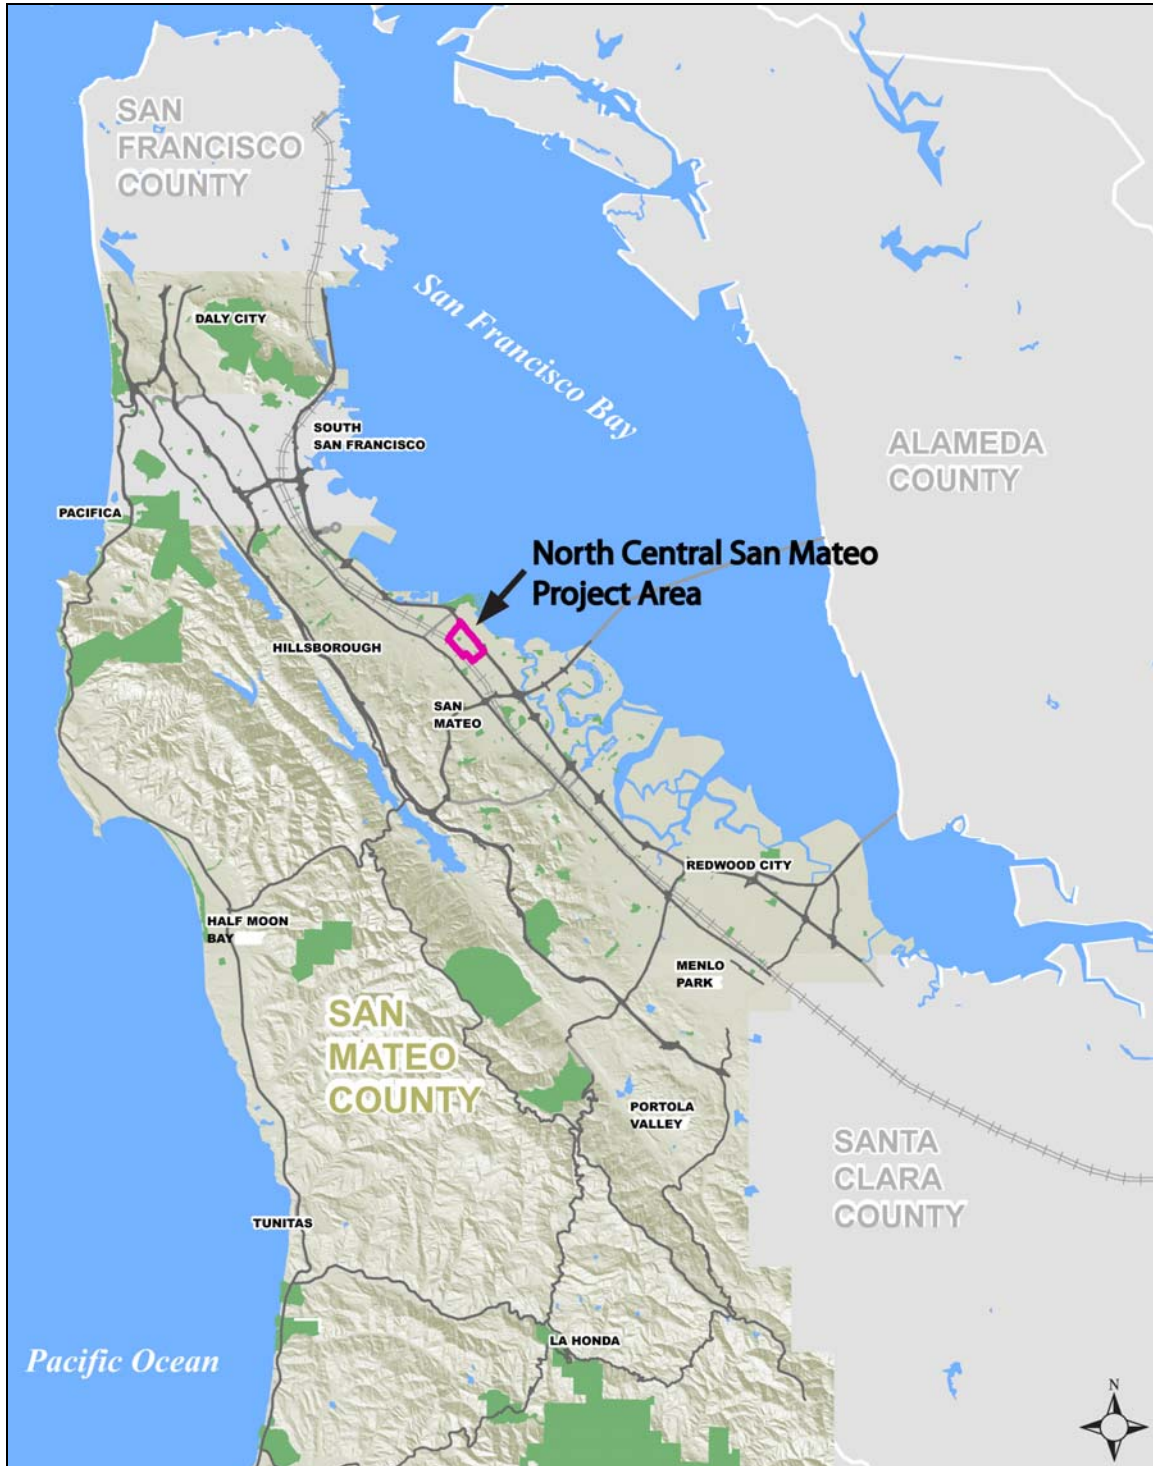 SAN
FRANCISCO
COUNTY
San Francisco Bay
DALY CITY
SOUTH
SAN FRANCISCO
ALAMEDA
COUNTY
PACIFICA
North Central San Mateo
Project Area
HILLSBOROUGH
SAN
MATEO
REDWOOD CITY
HALF MOON
BAY
MENLO
PARK
SAN
MATEO
COUNTY
PORTOLA
VALLEY
SANTA
CLARA
COUNTY
TUNITAS
LA HONDA
Pacific Ocean
N